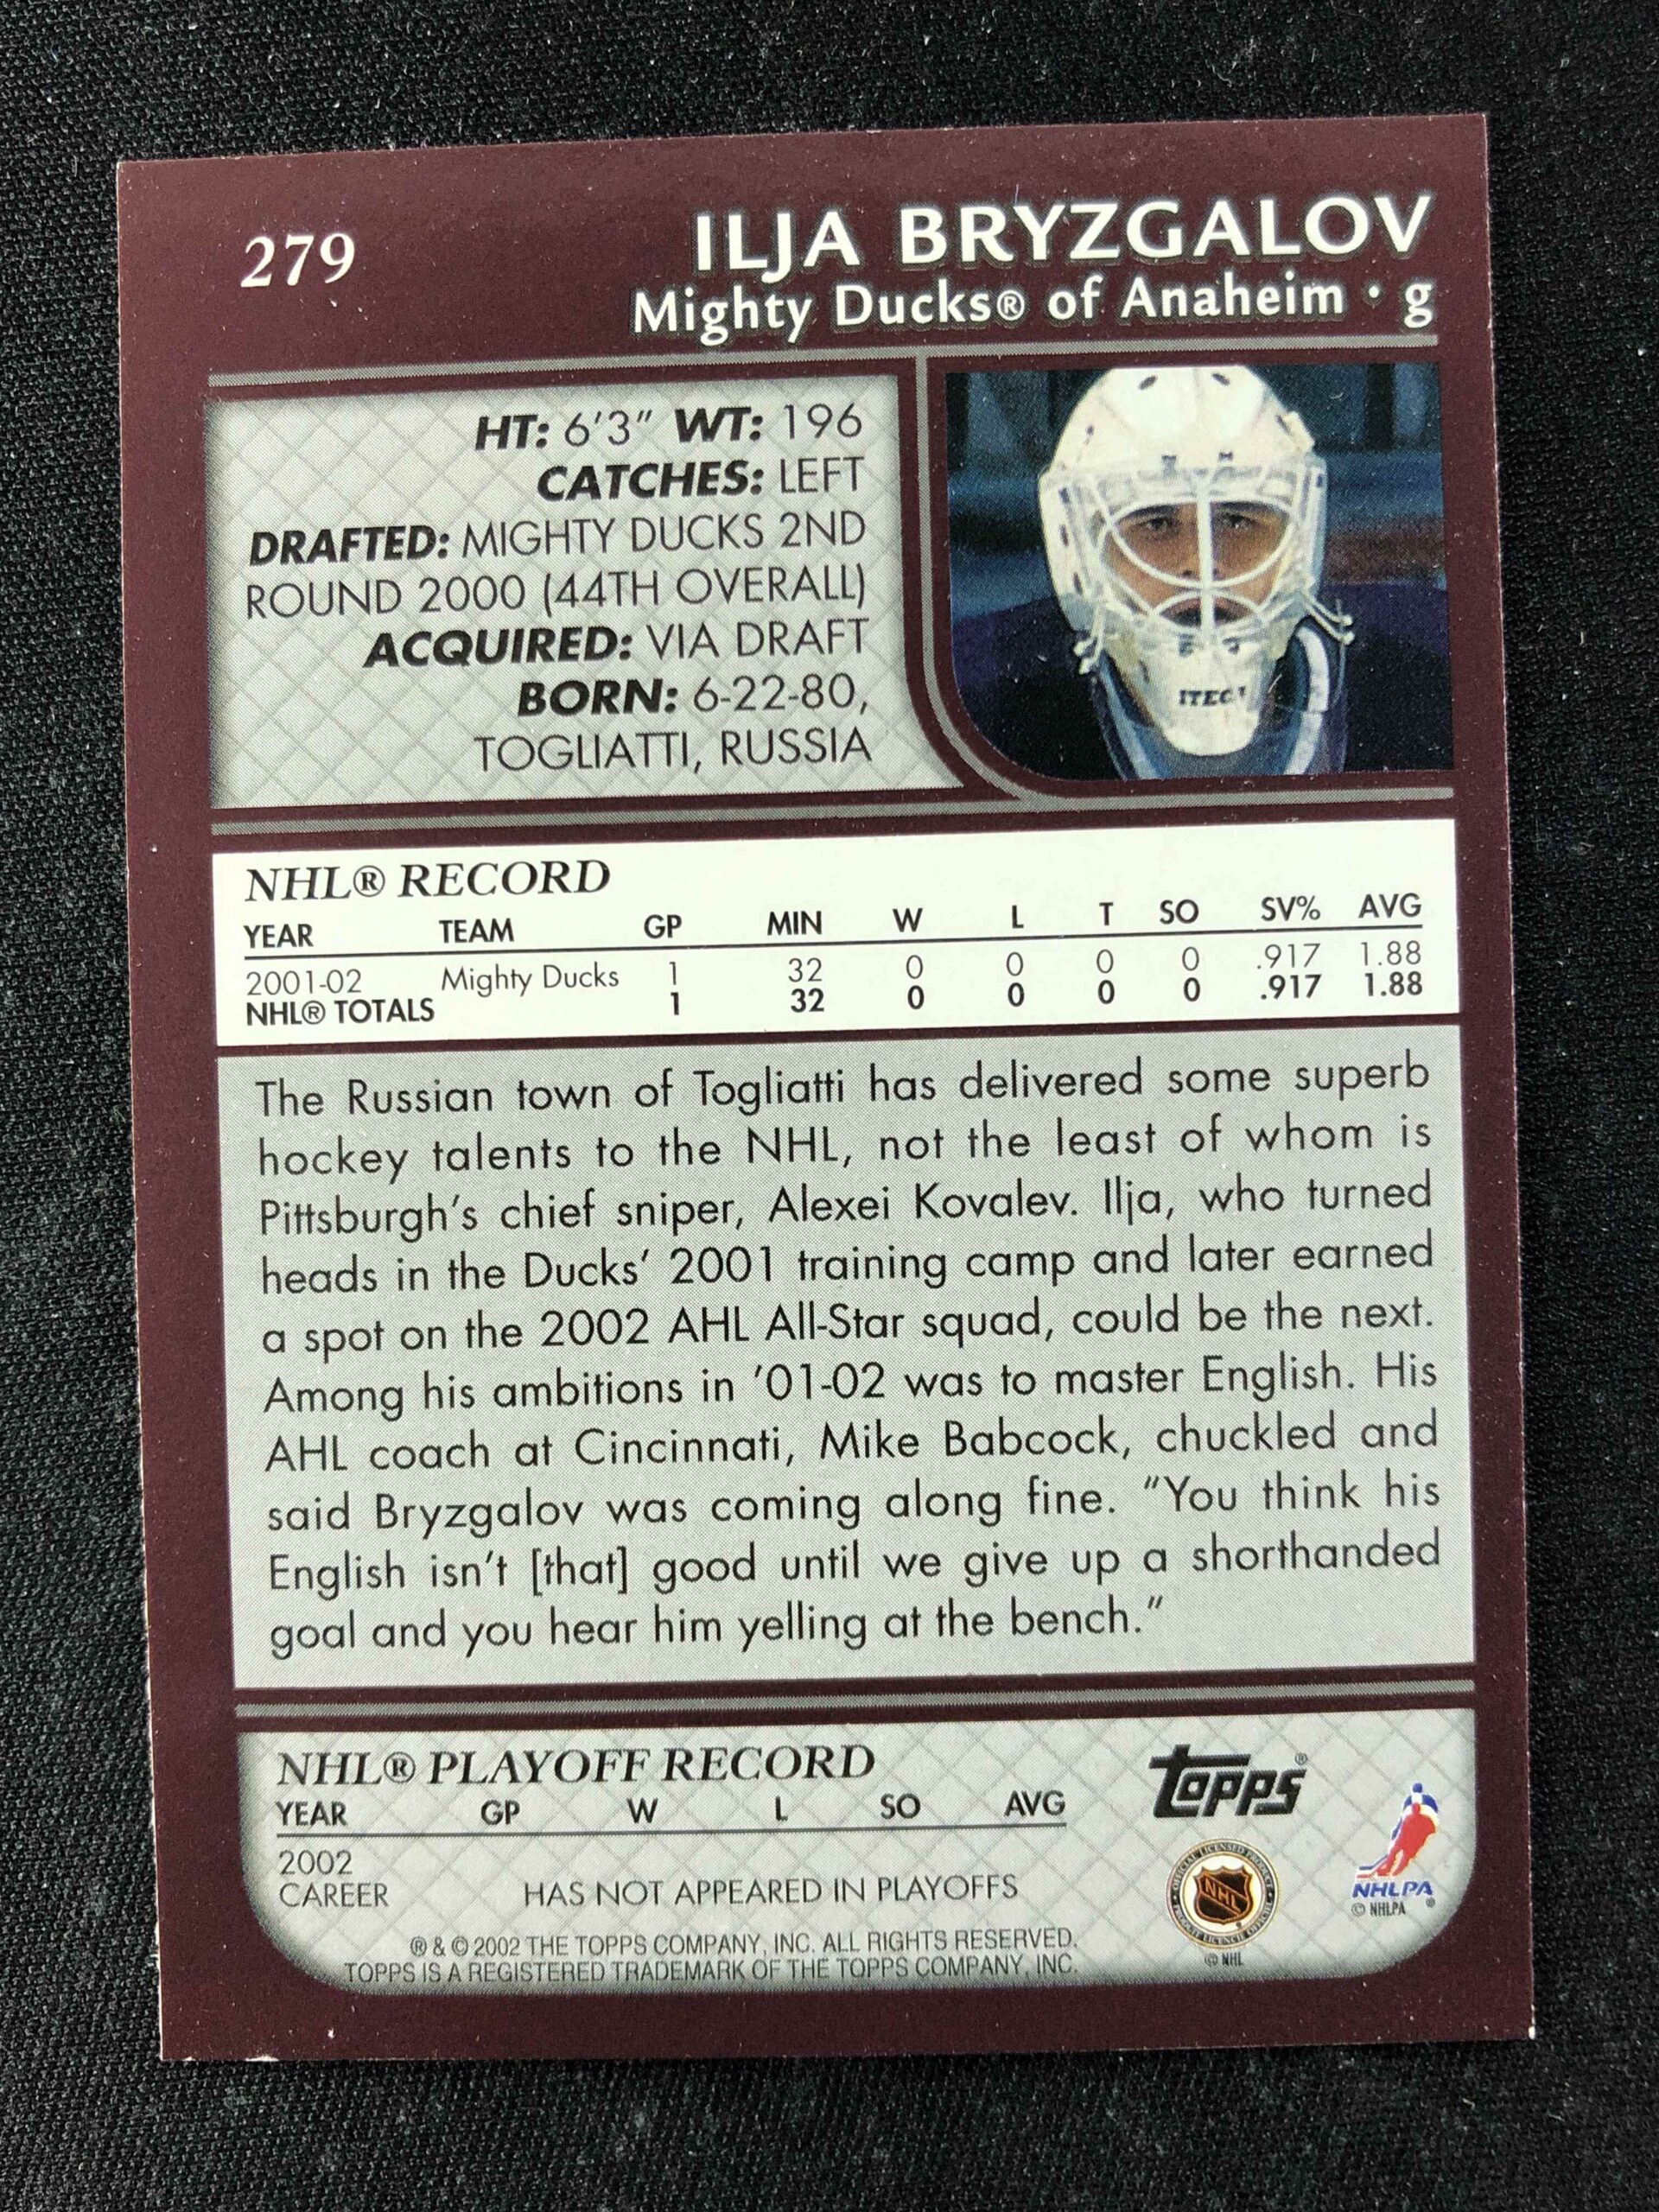 279
ILJA BRYZGALOV
Mighty Ducks® of Anaheim · g
HT: 6'3" WT: 196
CATCHES: LEFT
DRAFTED: MIGHTY DUCKS 2ND
ROUND 2000 (44TH OVERALL)
ACQUIRED: VIA DRAFT
BORN: 6-22-80,
TOGLIATTI, RUSSIA
ITECH
NHL® RECORD
YEAR TEAM GP MIN W L T SO SV% AVG
2001-02 Mighty Ducks 1 32 0 0 0 0 .917 1.88
NHL® TOTALS 1 32 0 0 0 0 .917 1.88
The Russian town of Togliatti has delivered some superb
hockey talents to the NHL, not the least of whom is
Pittsburgh's chief sniper, Alexei Kovalev. Ilja, who turned
heads in the Ducks' 2001 training camp and later earned
a spot on the 2002 AHL All-Star squad, could be the next.
Among his ambitions in '01-02 was to master English. His
AHL coach at Cincinnati, Mike Babcock, chuckled and
said Bryzgalov was coming along fine. "You think his
English isn't [that] good until we give up a shorthanded
goal and you hear him yelling at the bench."
NHL® PLAYOFF RECORD
YEAR GP W L SO AVG
2002
CAREER HAS NOT APPEARED IN PLAYOFFS
® & © 2002 THE TOPPS COMPANY, INC. ALL RIGHTS RESERVED.
TOPPS IS A REGISTERED TRADEMARK OF THE TOPPS COMPANY, INC.
Topps®
OFFICIAL LICENSED PRODUCT
NHL
© NHL
NHLPA
© NHLPA ®